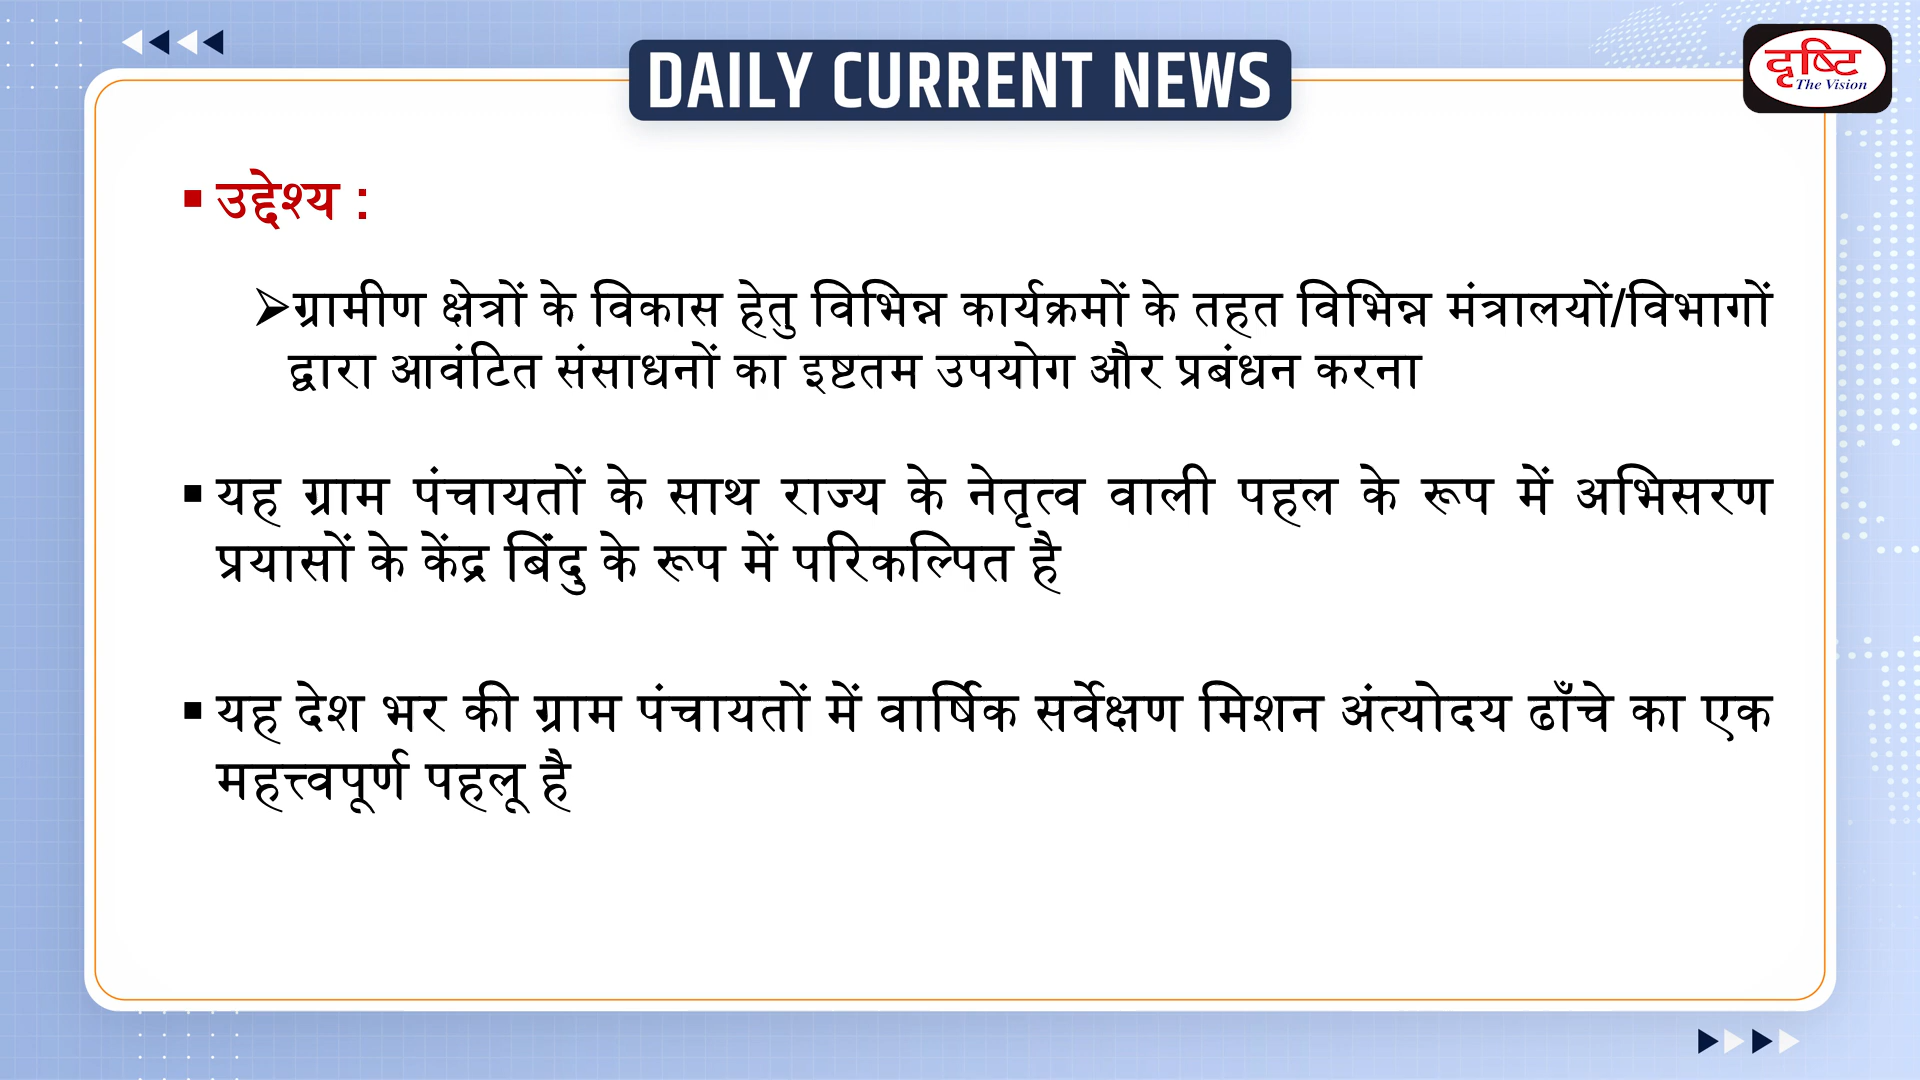 DAILY CURRENT NEWS
दृष्टि
The Vision
उद्देश्य :
ग्रामीण क्षेत्रों के विकास हेतु विभिन्न कार्यक्रमों के तहत विभिन्न मंत्रालयों/विभागों
द्वारा आवंटित संसाधनों का इष्टतम उपयोग और प्रबंधन करना
यह ग्राम पंचायतों के साथ राज्य के नेतृत्व वाली पहल के रूप में अभिसरण
प्रयासों के केंद्र बिंदु के रूप में परिकल्पित है
यह देश भर की ग्राम पंचायतों में वार्षिक सर्वेक्षण मिशन अंत्योदय ढाँचे का एक
महत्त्वपूर्ण पहलू है